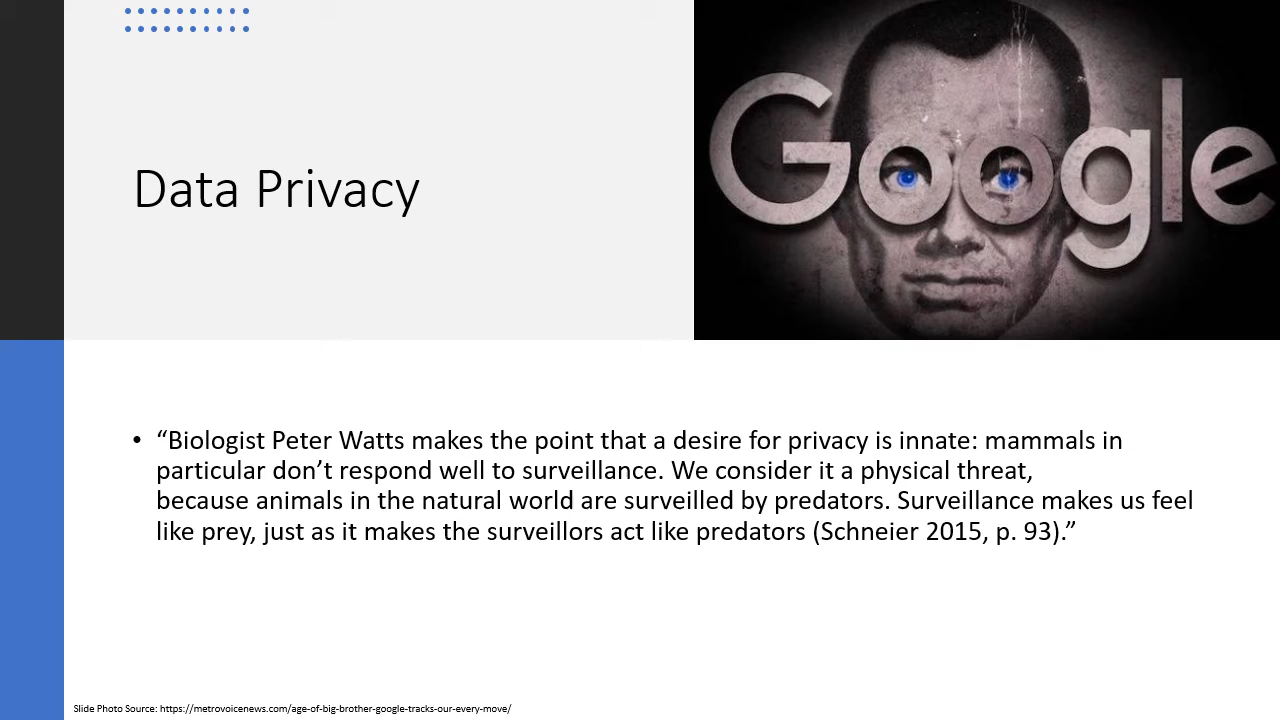 Data Privacy
Google
• “Biologist Peter Watts makes the point that a desire for privacy is innate: mammals in
particular don’t respond well to surveillance. We consider it a physical threat,
because animals in the natural world are surveilled by predators. Surveillance makes us feel
like prey, just as it makes the surveillors act like predators (Schneier 2015, p. 93).”
Slide Photo Source: https://metrovoicenews.com/age-of-big-brother-google-tracks-our-every-move/